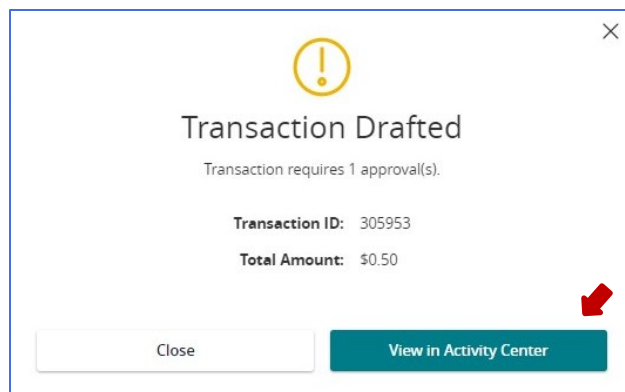 Transaction Drafted
Transaction requires 1 approval(s).
Transaction ID: 305953
Total Amount: $0.50
Close
View in Activity Center